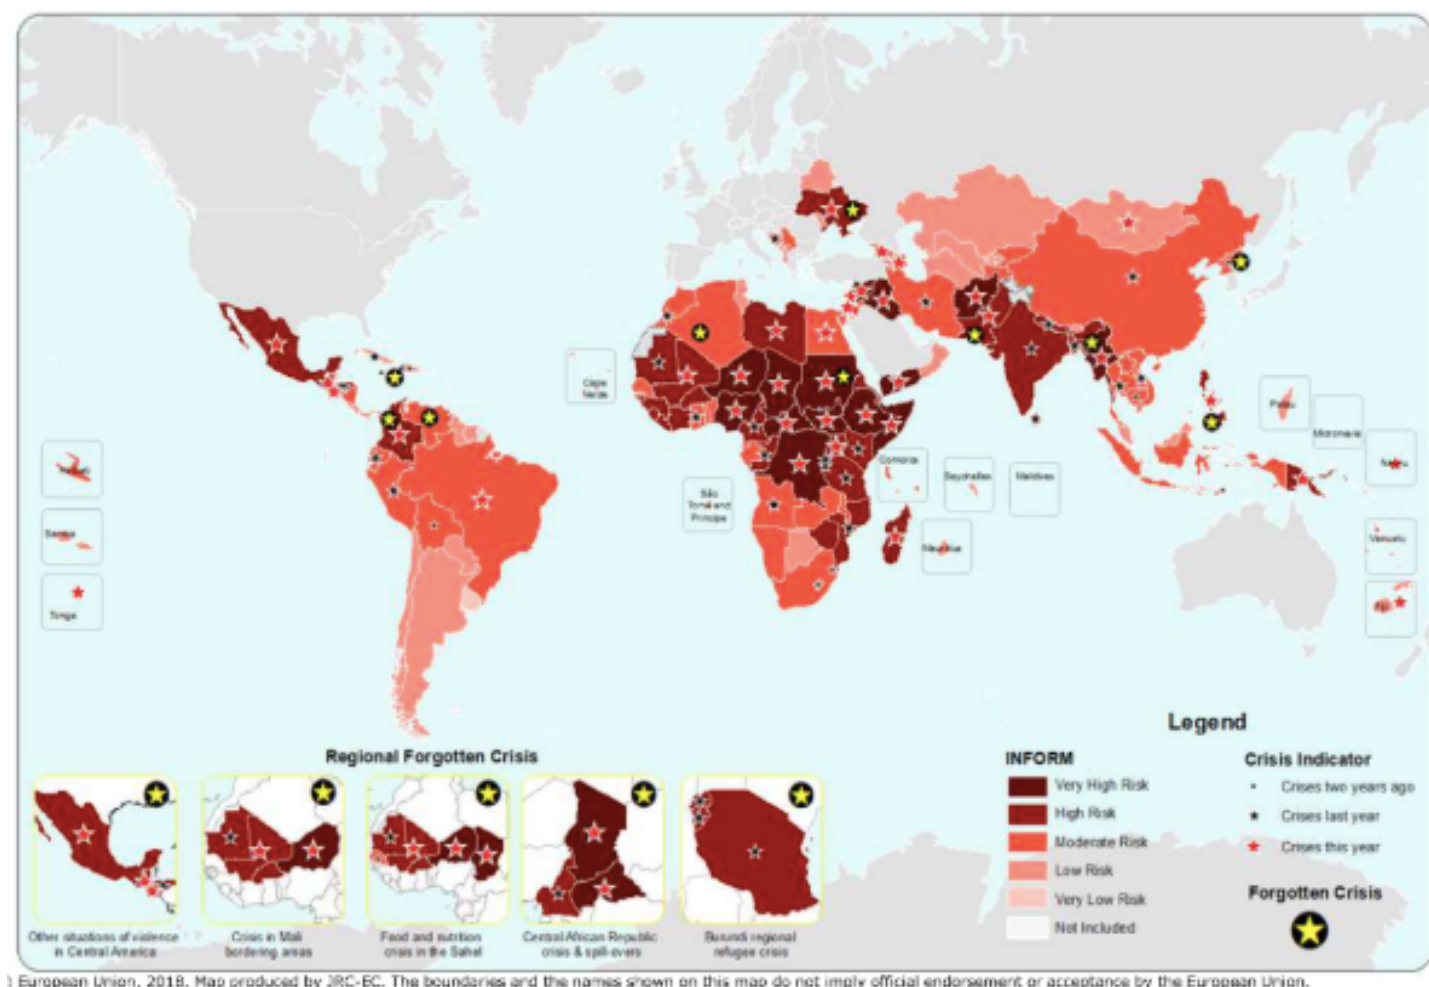 Cape
Verde
Comoros
Seychelles
Maldives
São
Tomé and
Principe
Mauritius
Palau
Micronesia
Nauru
Vanuatu
Fiji
Samoa
Tonga
Legend
Regional Forgotten Crisis
INFORM
Very High Risk
High Risk
Moderate Risk
Low Risk
Very Low Risk
Not Included
Crisis Indicator
Crises two years ago
Crises last year
Crises this year
Forgotten Crisis
Other situations of violence
in Central America
Crisis in Mali
bordering areas
Food and nutrition
crisis in the Sahel
Central African Republic
crisis & spill-overs
Burundi regional
refugee crisis
European Union, 2018. Map produced by JRC-EC. The boundaries and the names shown on this map do not imply official endorsement or acceptance by the European Union.